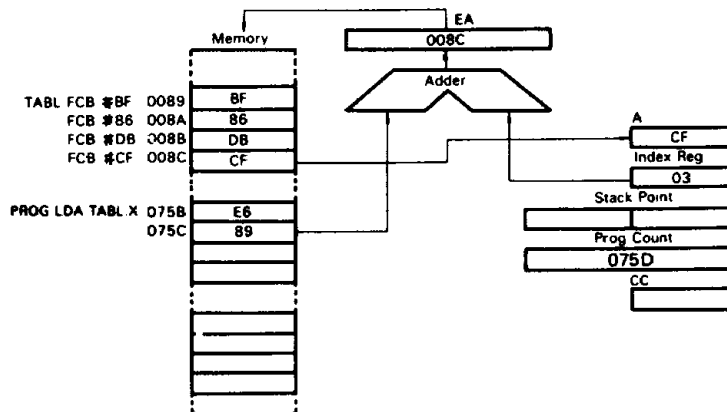 EA
Memory
008C
Adder
TABL FCB #BF 0089 BF
FCB #86 008A 86
FCB #DB 008B DB
FCB #CF 008C CF
A
CF
Index Reg
03
Stack Point
PROG LDA TABL.X 075B E6
075C 89
Prog Count
075D
CC